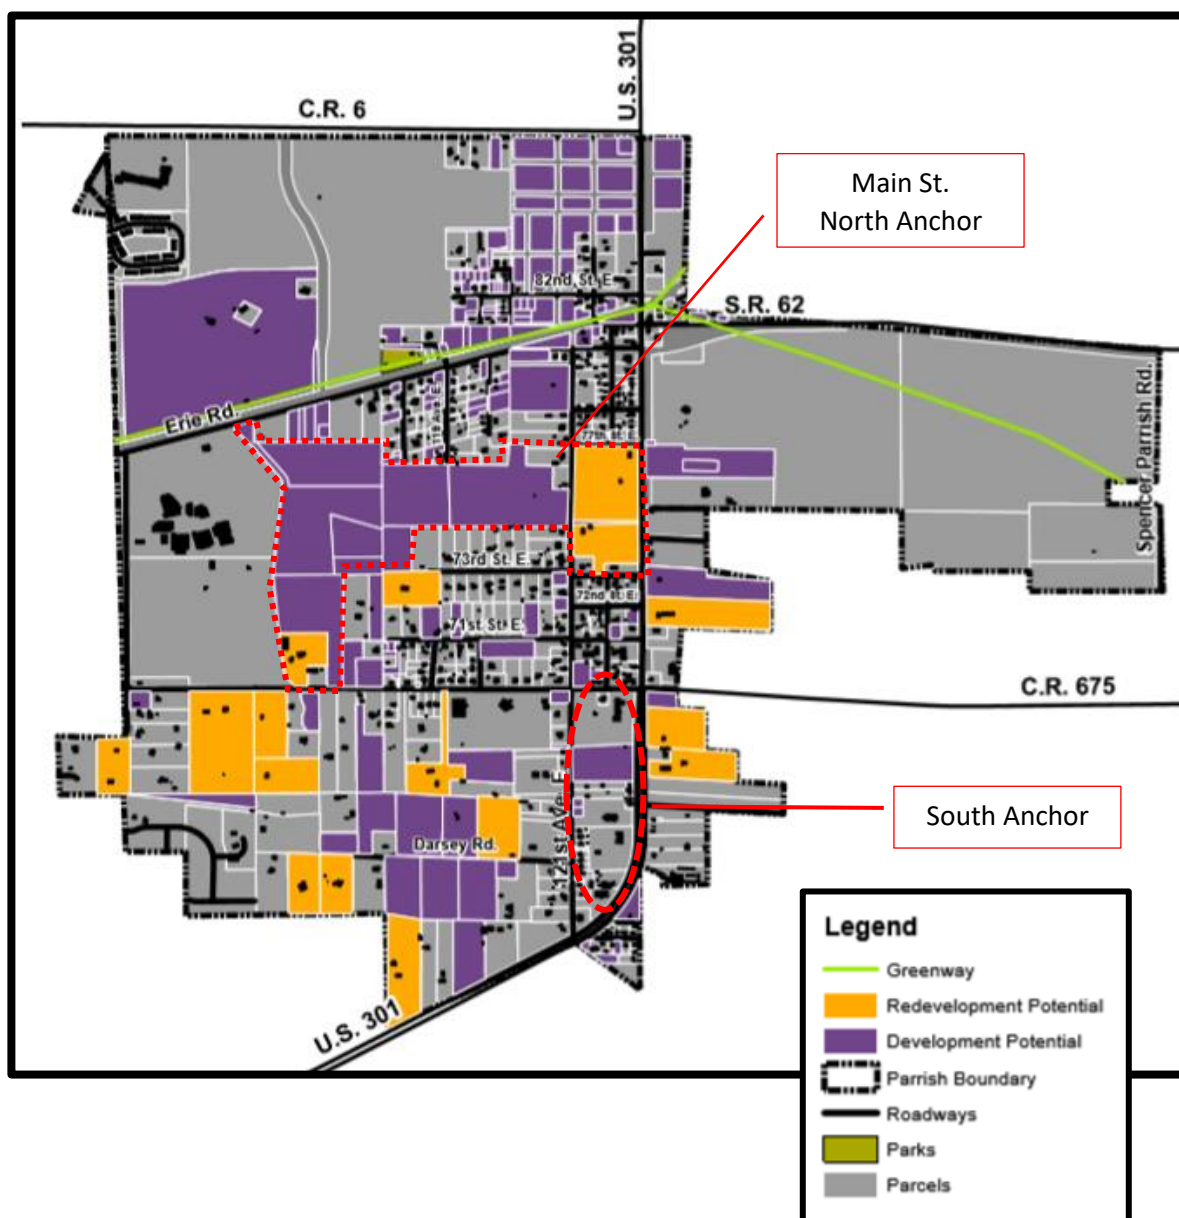 U.S. 301
C.R. 6
Main St.
North Anchor
82nd St. E.
S.R. 62
Erie Rd.
77th St. E.
Spencer Parrish Rd.
73rd St. E.
72nd St. E.
71st St. E.
C.R. 675
121st Ave. E.
South Anchor
Darsey Rd.
U.S. 301
Legend
Greenway
Redevelopment Potential
Development Potential
Parrish Boundary
Roadways
Parks
Parcels